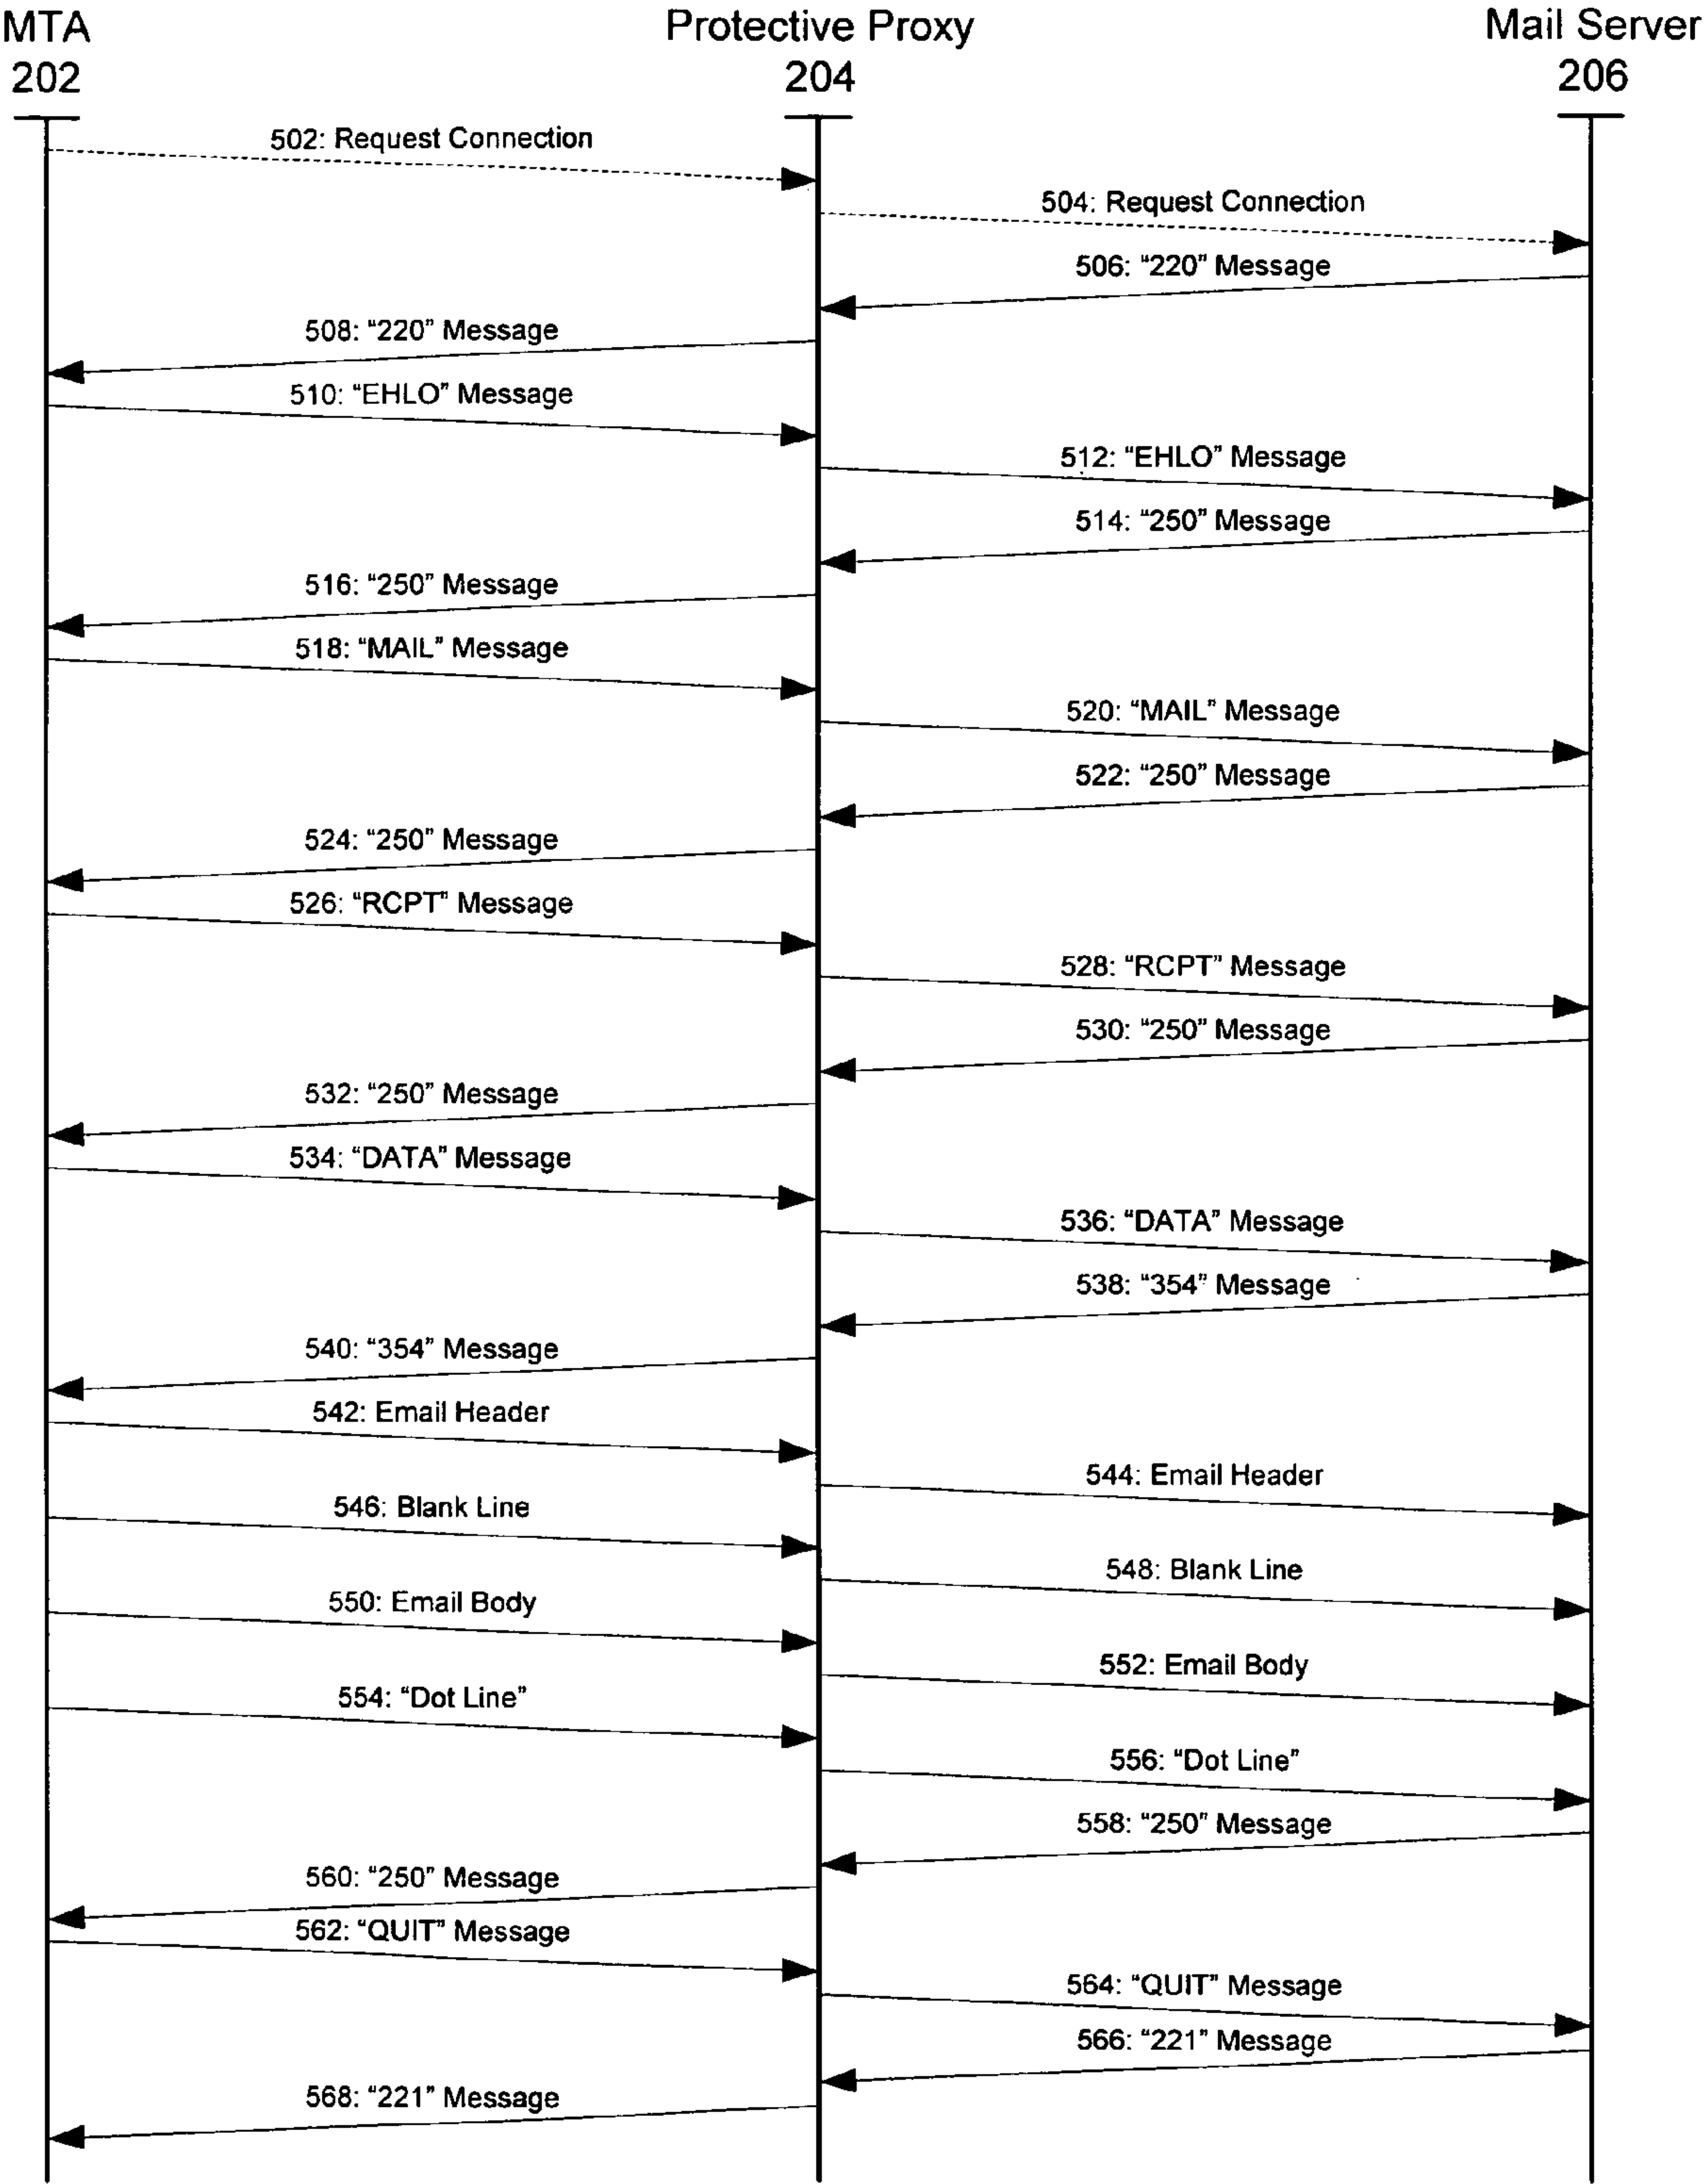 MTA
202
Protective Proxy
204
Mail Server
206
502: Request Connection
504: Request Connection
506: “220” Message
508: “220” Message
510: “EHLO” Message
512: “EHLO” Message
514: “250” Message
516: “250” Message
518: “MAIL” Message
520: “MAIL” Message
522: “250” Message
524: “250” Message
526: “RCPT” Message
528: “RCPT” Message
530: “250” Message
532: “250” Message
534: “DATA” Message
536: “DATA” Message
538: “354” Message
540: “354” Message
542: Email Header
544: Email Header
546: Blank Line
548: Blank Line
550: Email Body
552: Email Body
554: “Dot Line”
556: “Dot Line”
558: “250” Message
560: “250” Message
562: “QUIT” Message
564: “QUIT” Message
566: “221” Message
568: “221” Message